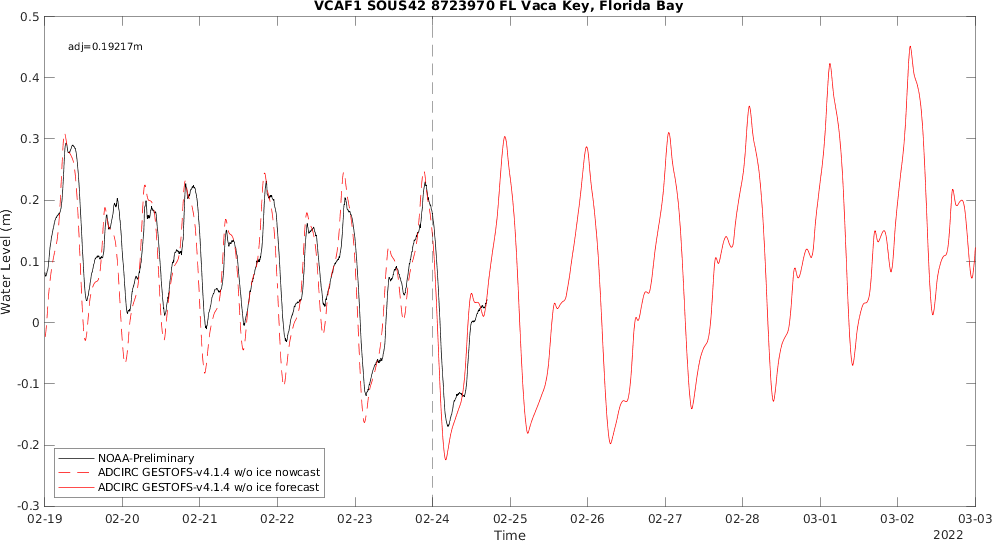 VCAF1 SOUS42 8723970 FL Vaca Key, Florida Bay
adj=0.19217m
0.5
0.4
0.3
0.2
0.1
0
-0.1
-0.2
-0.3
Water Level (m)
NOAA-Preliminary
ADCIRC GESTOFS-v4.1.4 w/o ice nowcast
ADCIRC GESTOFS-v4.1.4 w/o ice forecast
02-19 02-20 02-21 02-22 02-23 02-24 02-25 02-26 02-27 02-28 03-01 03-02 03-03
Time
2022